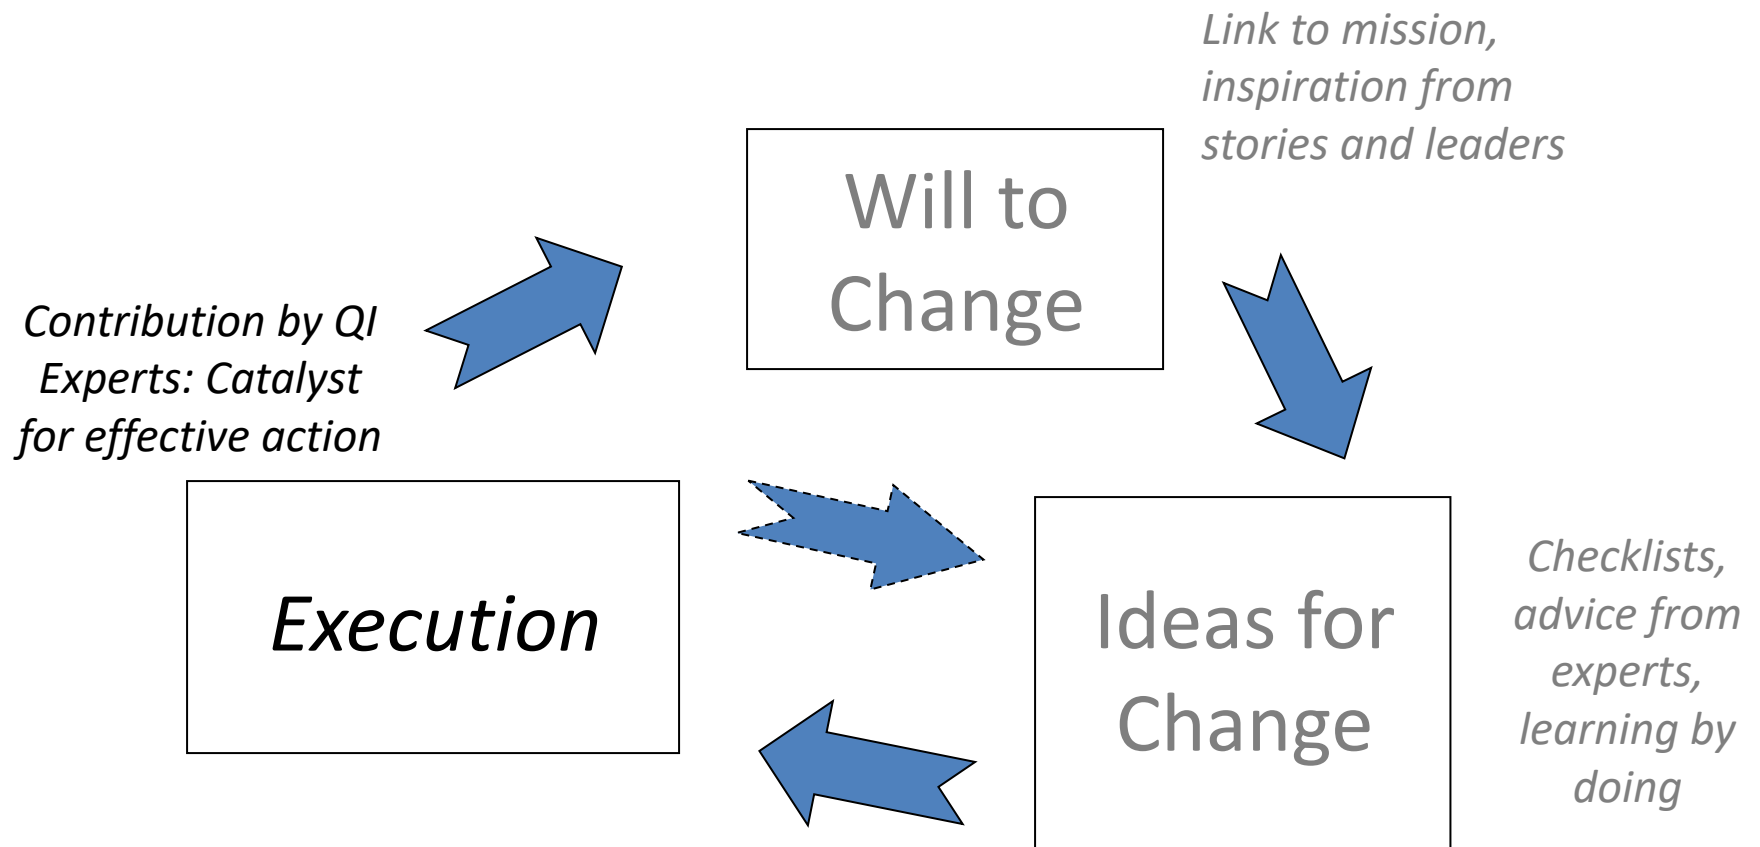 Link to mission,
inspiration from
stories and leaders
Will to
Change
Contribution by QI
Experts: Catalyst
for effective action
Execution
Ideas for
Change
Checklists,
advice from
experts,
learning by
doing